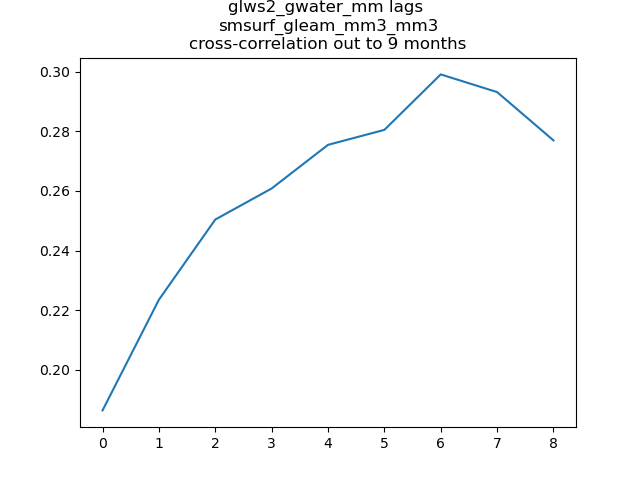 glws2_gwater_mm lags
smsurf_gleam_mm3_mm3
cross-correlation out to 9 months
0.30
0.28
0.26
0.24
0.22
0.20
0 1 2 3 4 5 6 7 8